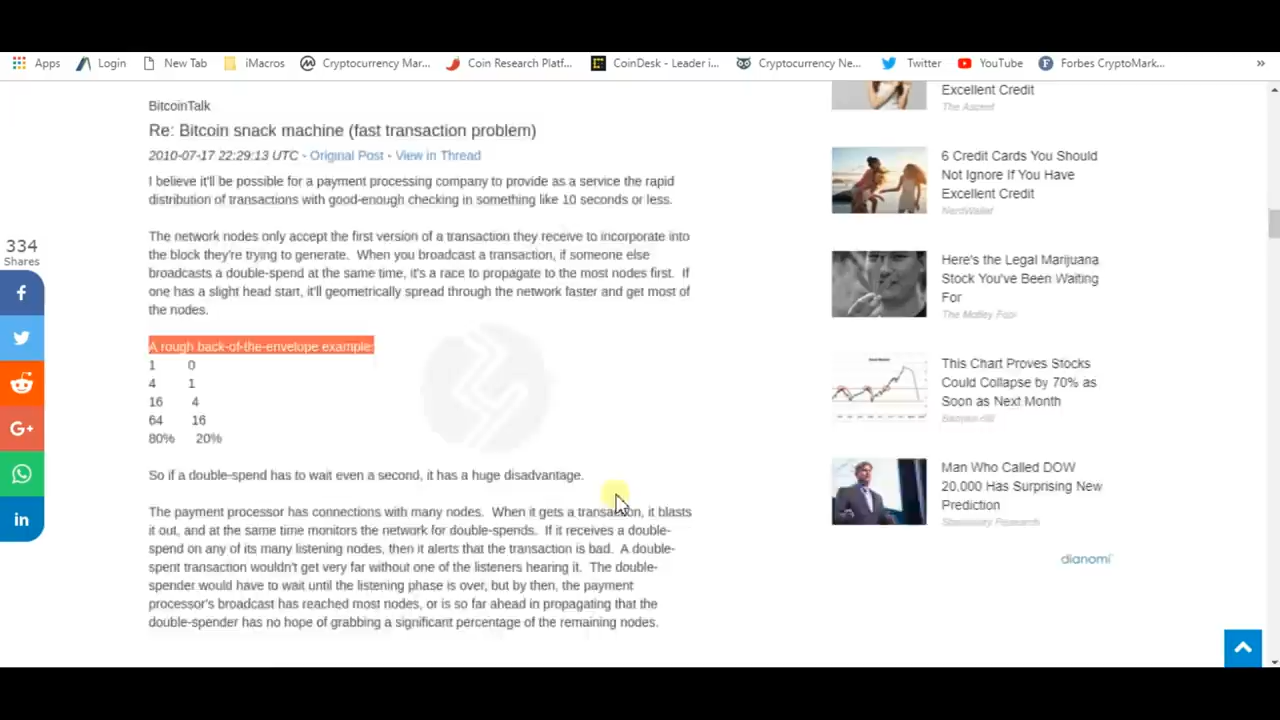 Apps Login New Tab iMacros Cryptocurrency Mar... Coin Research Platf... CoinDesk - Leader i... Cryptocurrency Ne... Twitter YouTube Forbes CryptoMark... »
BitcoinTalk
Re: Bitcoin snack machine (fast transaction problem)
2010-07-17 22:29:13 UTC - Original Post - View in Thread
I believe it'll be possible for a payment processing company to provide as a service the rapid
distribution of transactions with good-enough checking in something like 10 seconds or less.
The network nodes only accept the first version of a transaction they receive to incorporate into
the block they're trying to generate. When you broadcast a transaction, if someone else
broadcasts a double-spend at the same time, it's a race to propagate to the most nodes first. If
one has a slight head start, it'll geometrically spread through the network faster and get most of
the nodes.
A rough back-of-the-envelope example:
1 0
4 1
16 4
64 16
80% 20%
So if a double-spend has to wait even a second, it has a huge disadvantage.
The payment processor has connections with many nodes. When it gets a transaction, it blasts
it out, and at the same time monitors the network for double-spends. If it receives a double-
spend on any of its many listening nodes, then it alerts that the transaction is bad. A double-
spent transaction wouldn't get very far without one of the listeners hearing it. The double-
spender would have to wait until the listening phase is over, but by then, the payment
processor's broadcast has reached most nodes, or is so far ahead in propagating that the
double-spender has no hope of grabbing a significant percentage of the remaining nodes.
334
Shares
f
G+
in
Excellent Credit
The Ascent
6 Credit Cards You Should
Not Ignore If You Have
Excellent Credit
NerdWallet
Here's the Legal Marijuana
Stock You've Been Waiting
For
The Motley Fool
This Chart Proves Stocks
Could Collapse by 70% as
Soon as Next Month
Banyan Hill
Man Who Called DOW
20,000 Has Surprising New
Prediction
Stansberry Research
dianomi